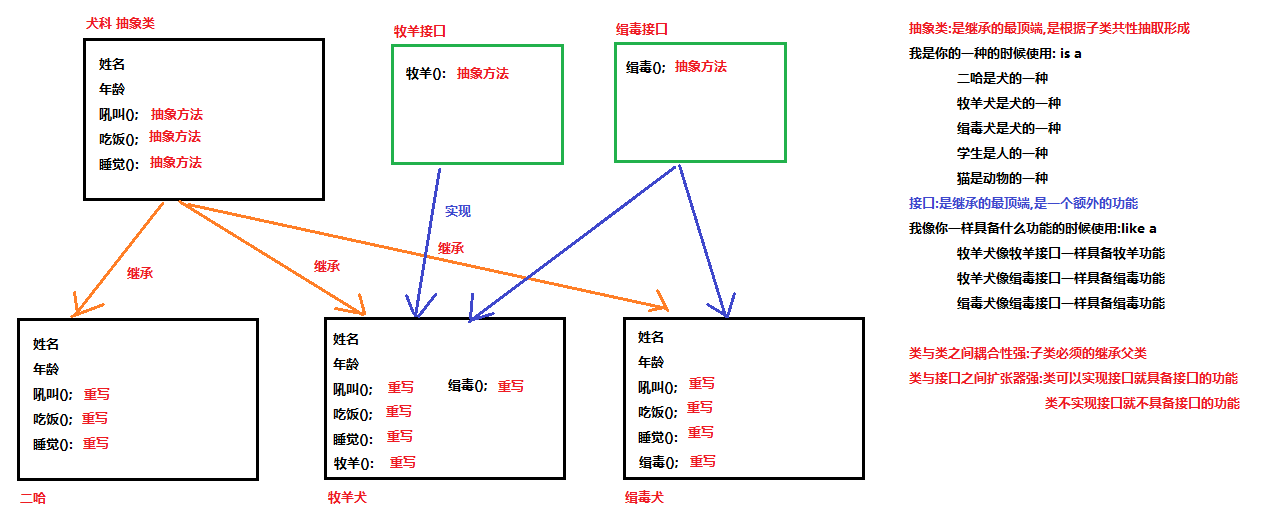 犬科 抽象类
姓名
年龄
吼叫(); 抽象方法
吃饭(); 抽象方法
睡觉(): 抽象方法
牧羊接口
牧羊(): 抽象方法
缉毒接口
缉毒(); 抽象方法
继承
继承
实现
继承
姓名
年龄
吼叫(); 重写
吃饭(): 重写
睡觉(): 重写
二哈
姓名
年龄
吼叫(); 重写
缉毒(); 重写
吃饭(): 重写
睡觉(): 重写
牧羊(): 重写
牧羊犬
姓名
年龄
吼叫(); 重写
吃饭(); 重写
睡觉(): 重写
缉毒(); 重写
缉毒犬
抽象类:是继承的最顶端,是根据子类共性抽取形成
我是你的一种的时候使用: is a
二哈是犬的一种
牧羊犬是犬的一种
缉毒犬是犬的一种
学生是人的一种
猫是动物的一种
接口:是继承的最顶端,是一个额外的功能
我像你一样具备什么功能的时候使用:like a
牧羊犬像牧羊接口一样具备牧羊功能
牧羊犬像缉毒接口一样具备缉毒功能
缉毒犬像缉毒接口一样具备缉毒功能
类与类之间耦合性强:子类必须的继承父类
类与接口之间扩张器强:类可以实现接口就具备接口的功能
类不实现接口就不具备接口的功能